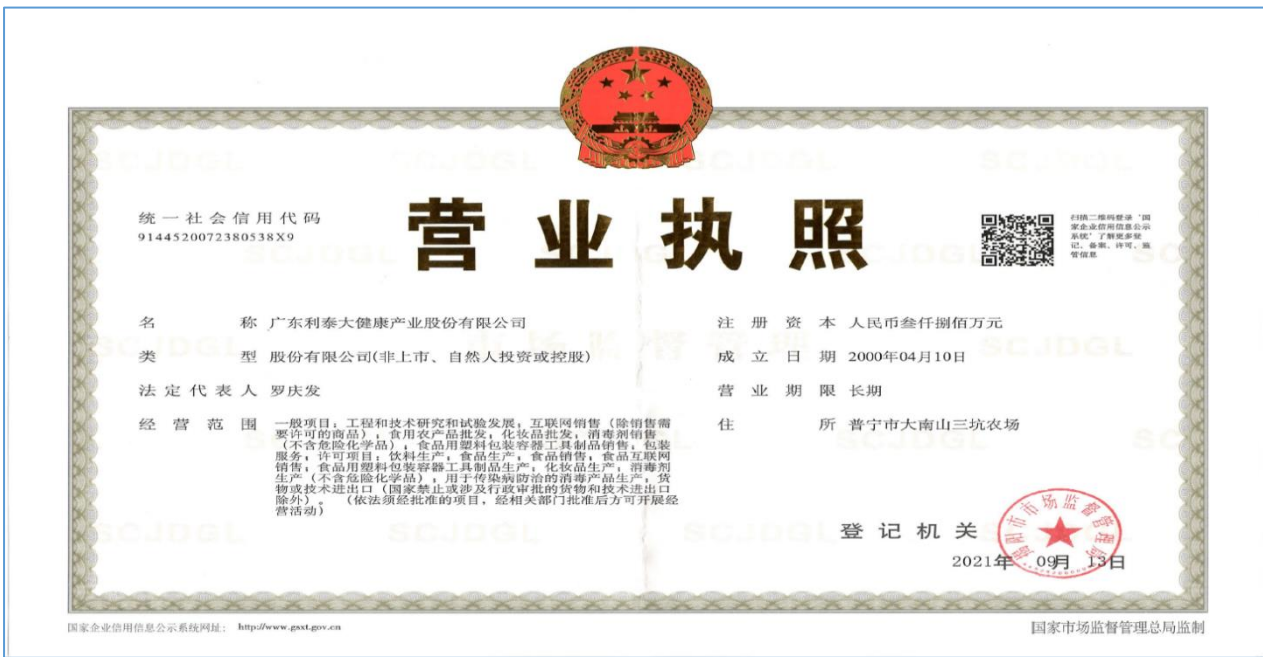 营业执照
统一社会信用代码
9144520072380538X9
扫描二维码登录‘国
家企业信用信息公示
系统’了解更多登
记、备案、许可、监
管信息
名 称 广东利泰大健康产业股份有限公司
类 型 股份有限公司(非上市、自然人投资或控股)
法定代表人 罗庆发
经营范围 一般项目：工程和技术研究和试验发展；互联网销售（除销售需
要许可的商品）；食用农产品批发；化妆品批发；消毒剂销售
（不含危险化学品）；食品用塑料包装容器工具制品销售；包装
服务；许可项目：饮料生产；食品生产；食品销售；食品互联网
销售；食品用塑料包装容器工具制品生产；化妆品生产；消毒剂
生产（不含危险化学品）；用于传染病防治的消毒产品生产；货
物或技术进出口（国家禁止或涉及行政审批的货物和技术进出口
除外）。（依法须经批准的项目，经相关部门批准后方可开展经
营活动）
注册资本 人民币叁仟捌佰万元
成立日期 2000年04月10日
营业期限 长期
住 所 普宁市大南山三坑农场
登记机关
揭阳市市场监督管理局
2021年 09月 13日
国家企业信用信息公示系统网址： http://www.gsxt.gov.cn
国家市场监督管理总局监制
SCJDGL